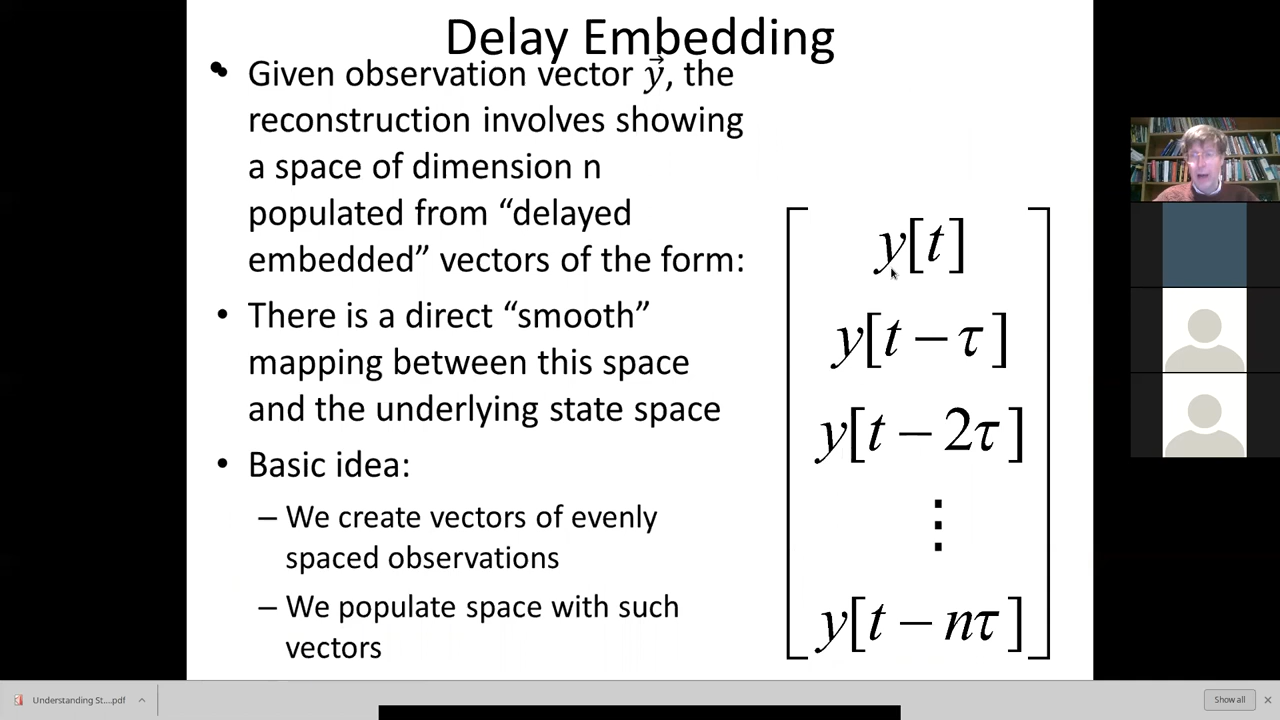 Delay Embedding
• Given observation vector y⃗, the
reconstruction involves showing
a space of dimension n
populated from “delayed
embedded” vectors of the form:
• There is a direct “smooth”
mapping between this space
and the underlying state space
• Basic idea:
– We create vectors of evenly
spaced observations
– We populate space with such
vectors
y[t]
y[t − τ]
y[t − 2τ]
⋮
y[t − nτ]
Understanding St....pdf
Show all